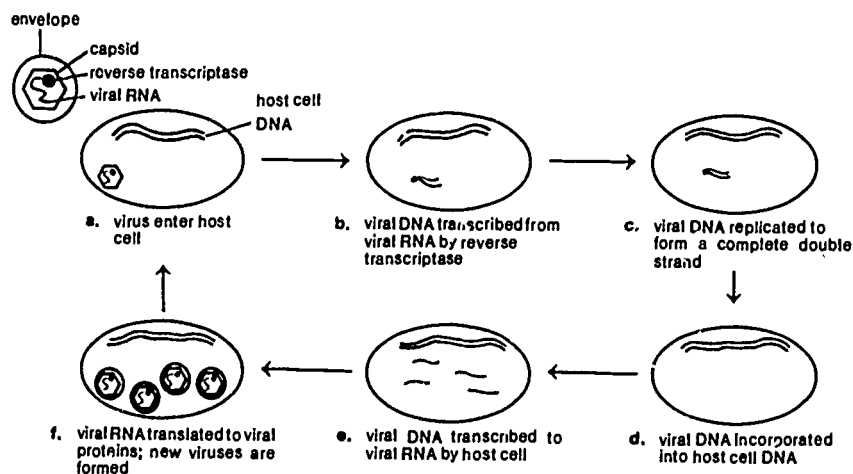 envelope
capsid
roverse transcriptase
viral RNA
host cell
DNA
a. virus enter host
cell
b. viral DNA transcribed from
viral RNA by reverse
transcriptase
c. viral DNA replicated to
form a complete double
strand
f. viral RNA translated to viral
proteins; new viruses are
formed
e. viral DNA transcribed to
viral RNA by host cell
d. viral DNA incorporated
into host cell DNA